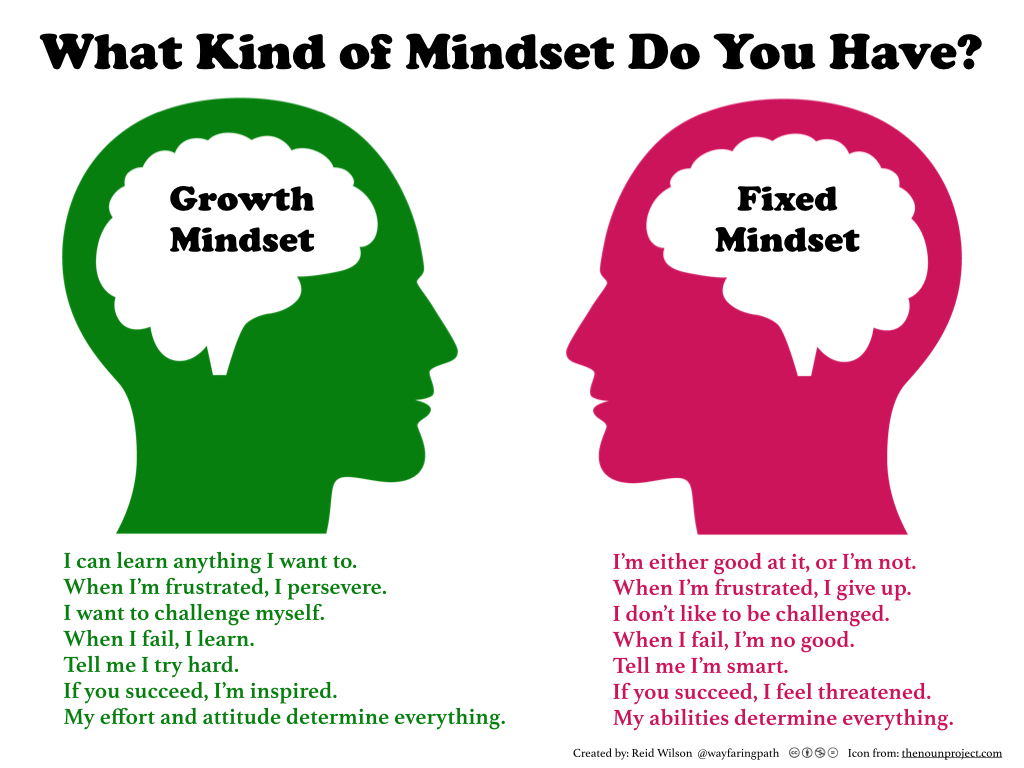 What Kind of Mindset Do You Have?
Growth
Mindset
Fixed
Mindset
I can learn anything I want to.
When I'm frustrated, I persevere.
I want to challenge myself.
When I fail, I learn.
Tell me I try hard.
If you succeed, I'm inspired.
My effort and attitude determine everything.
I'm either good at it, or I'm not.
When I'm frustrated, I give up.
I don't like to be challenged.
When I fail, I'm no good.
Tell me I'm smart.
If you succeed, I feel threatened.
My abilities determine everything.
Created by: Reid Wilson @wayfaringpath Icon from: thenounproject.com